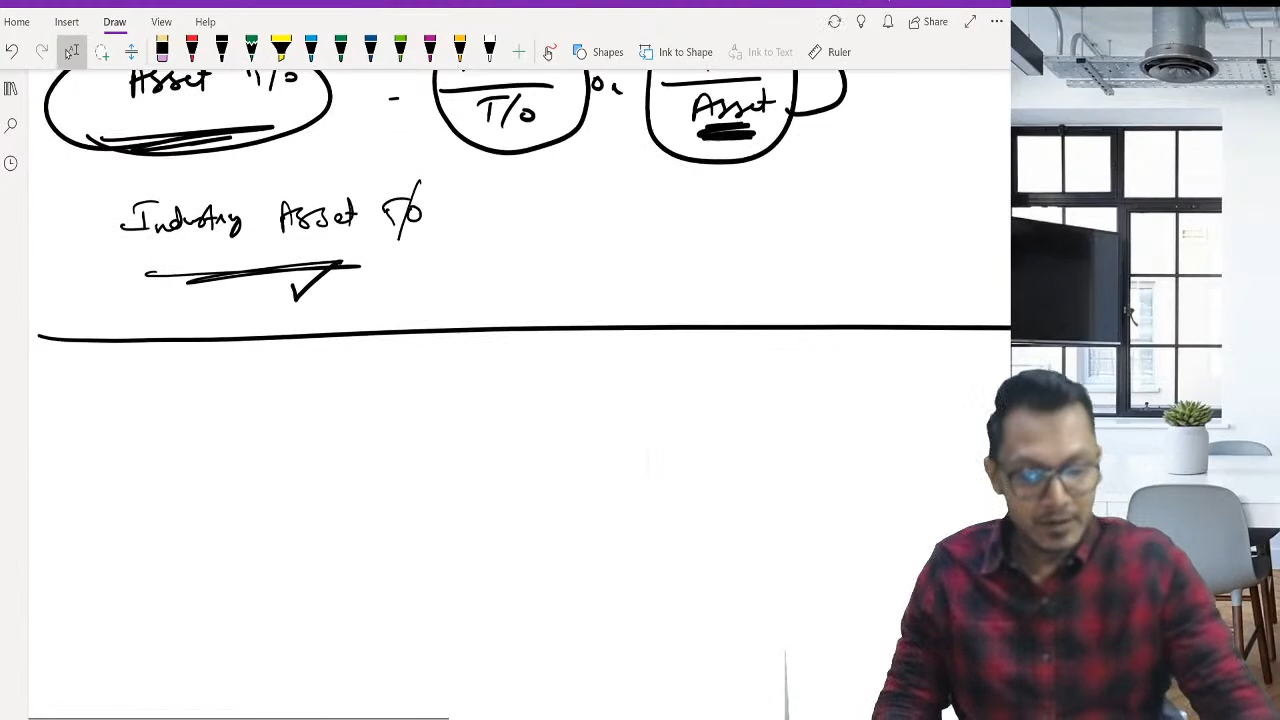 Home Insert Draw View Help
Share
Shapes Ink to Shape Ink to Text Ruler
Asset T/O - T/O Asset
Industry Asset T/O